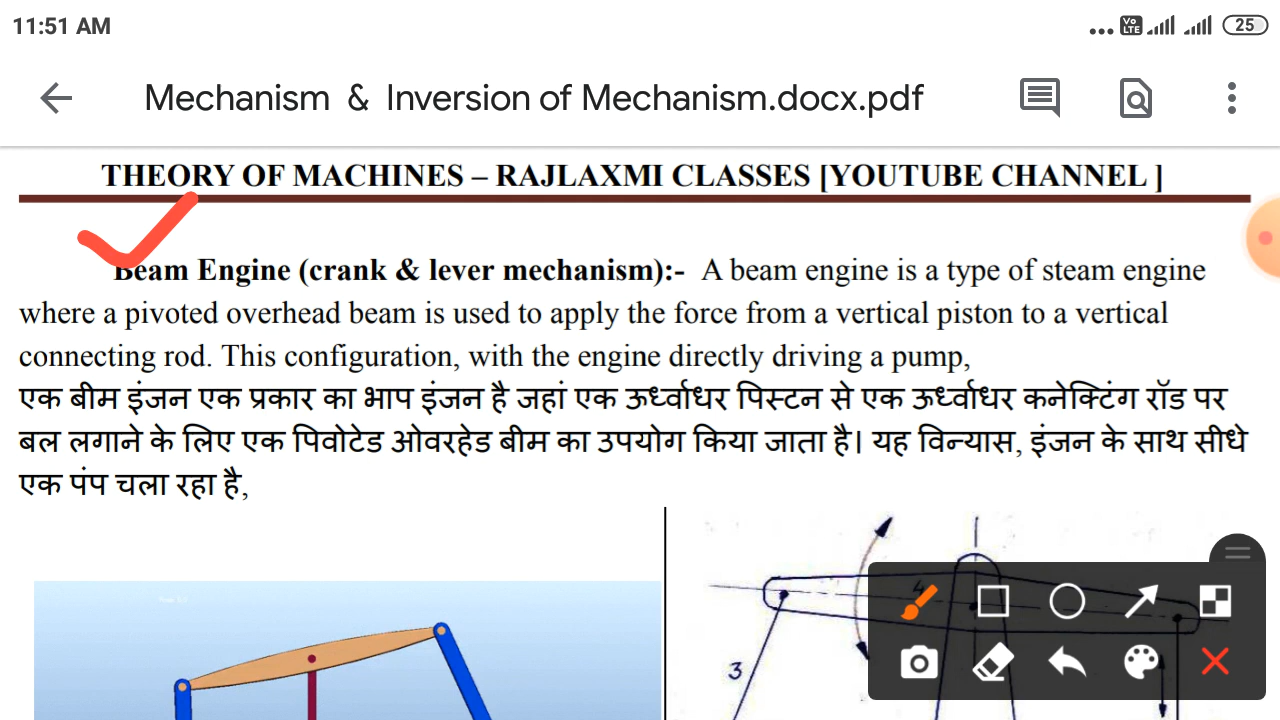 11:51 AM
Vo LTE
25
Mechanism & Inversion of Mechanism.docx.pdf
THEORY OF MACHINES – RAJLAXMI CLASSES [YOUTUBE CHANNEL ]
Beam Engine (crank & lever mechanism):- A beam engine is a type of steam engine
where a pivoted overhead beam is used to apply the force from a vertical piston to a vertical
connecting rod. This configuration, with the engine directly driving a pump,
एक बीम इंजन एक प्रकार का भाप इंजन है जहां एक ऊर्ध्वाधर पिस्टन से एक ऊर्ध्वाधर कनेक्टिंग रॉड पर
बल लगाने के लिए एक पिवोटेड ओवरहेड बीम का उपयोग किया जाता है। यह विन्यास, इंजन के साथ सीधे
एक पंप चला रहा है,
4
3